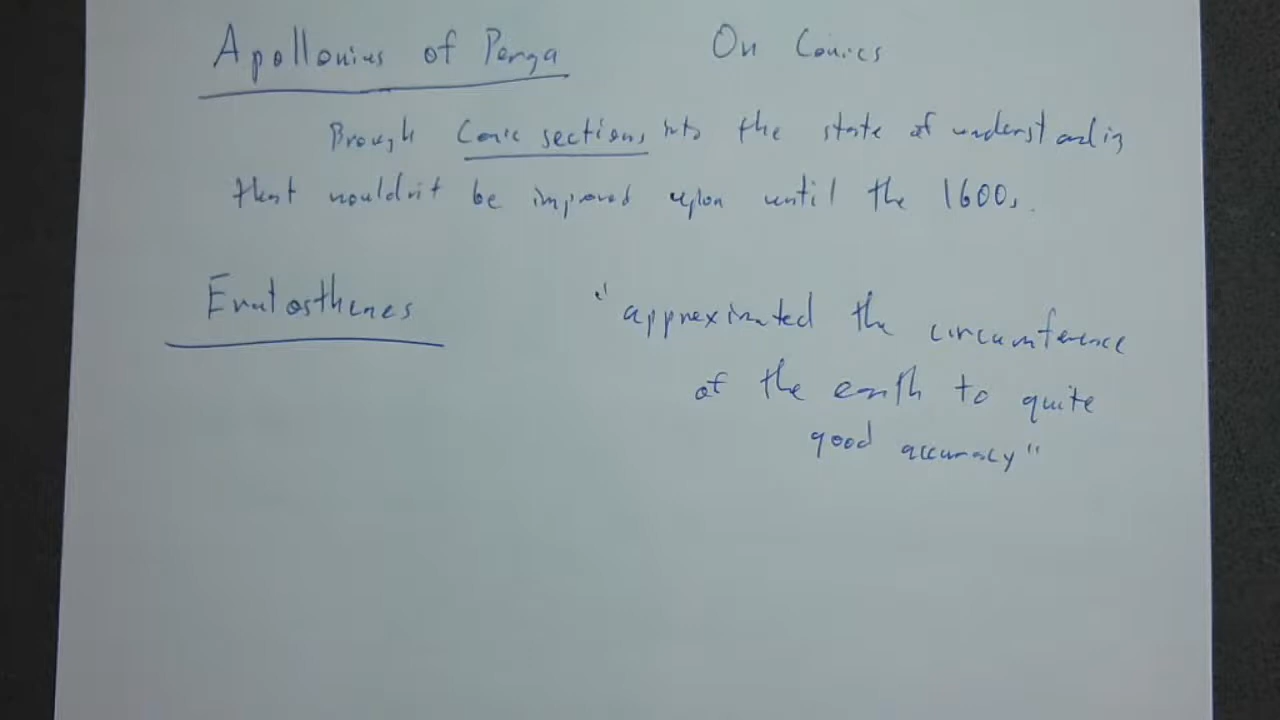 Apollonius of Perga On Conics
Brough Conic sections into the state of understanding
that wouldn't be improved upon until the 1600s.
Eratosthenes
"approximated the circumference
of the earth to quite
good accuracy"